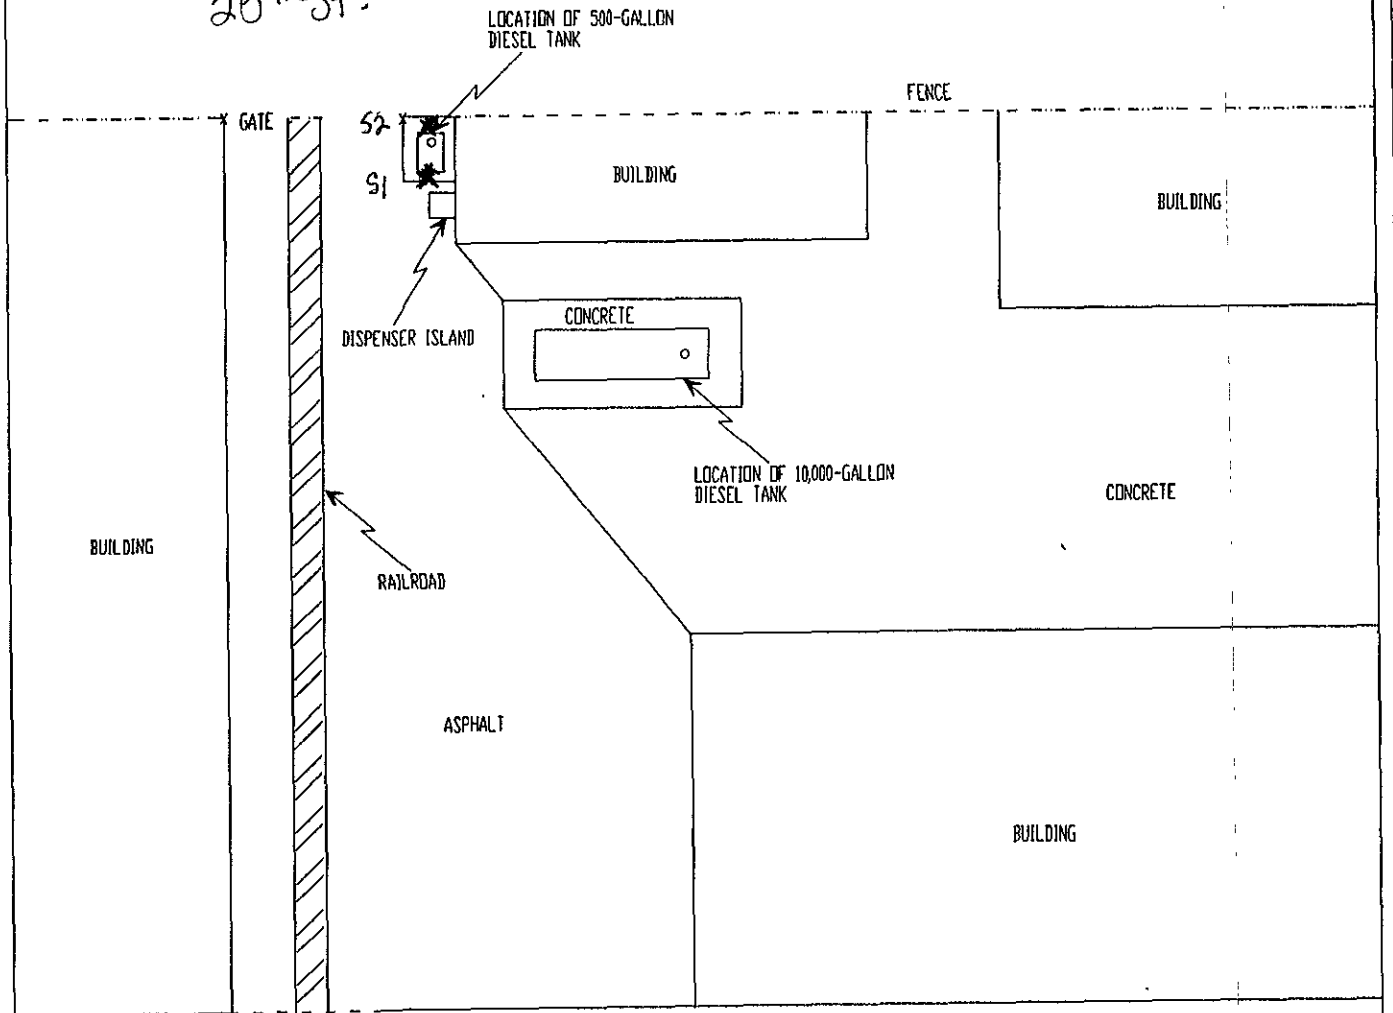 LOCATION OF 500-GALLON
DIESEL TANK
FENCE
GATE
S2
S1
BUILDING
BUILDING
DISPENSER ISLAND
CONCRETE
LOCATION OF 10,000-GALLON
DIESEL TANK
CONCRETE
BUILDING
RAILROAD
ASPHALT
BUILDING